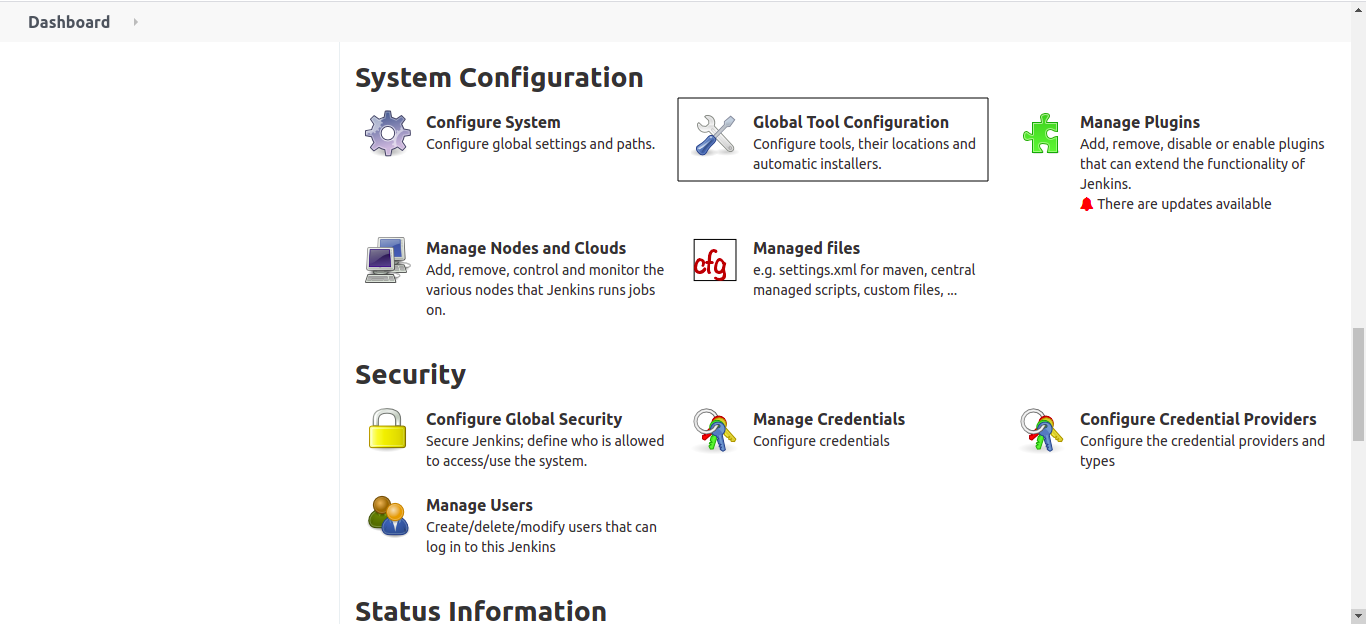 Dashboard
System Configuration
Configure System
Configure global settings and paths.
Global Tool Configuration
Configure tools, their locations and
automatic installers.
Manage Plugins
Add, remove, disable or enable plugins
that can extend the functionality of
Jenkins.
There are updates available
Manage Nodes and Clouds
Add, remove, control and monitor the
various nodes that Jenkins runs jobs
on.
cfg
Managed files
e.g. settings.xml for maven, central
managed scripts, custom files, ...
Security
Configure Global Security
Secure Jenkins; define who is allowed
to access/use the system.
Manage Credentials
Configure credentials
Configure Credential Providers
Configure the credential providers and
types
Manage Users
Create/delete/modify users that can
log in to this Jenkins
Status Information